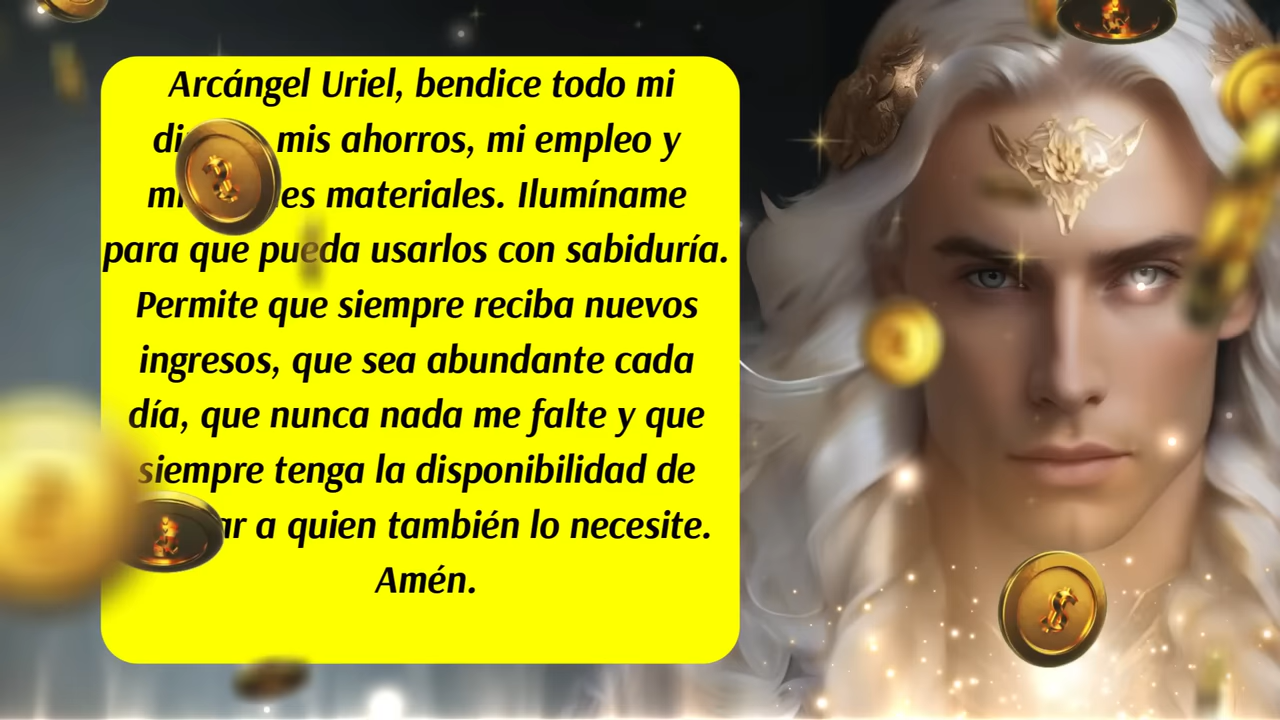 Arcángel Uriel, bendice todo mi
mis ahorros, mi empleo y
materiales. Ilumíname
para que pueda usarlos con sabiduría.
Permite que siempre reciba nuevos
ingresos, que sea abundante cada
día, que nunca nada me falte y que
siempre tenga la disponibilidad de
a quien también lo necesite.
Amén.